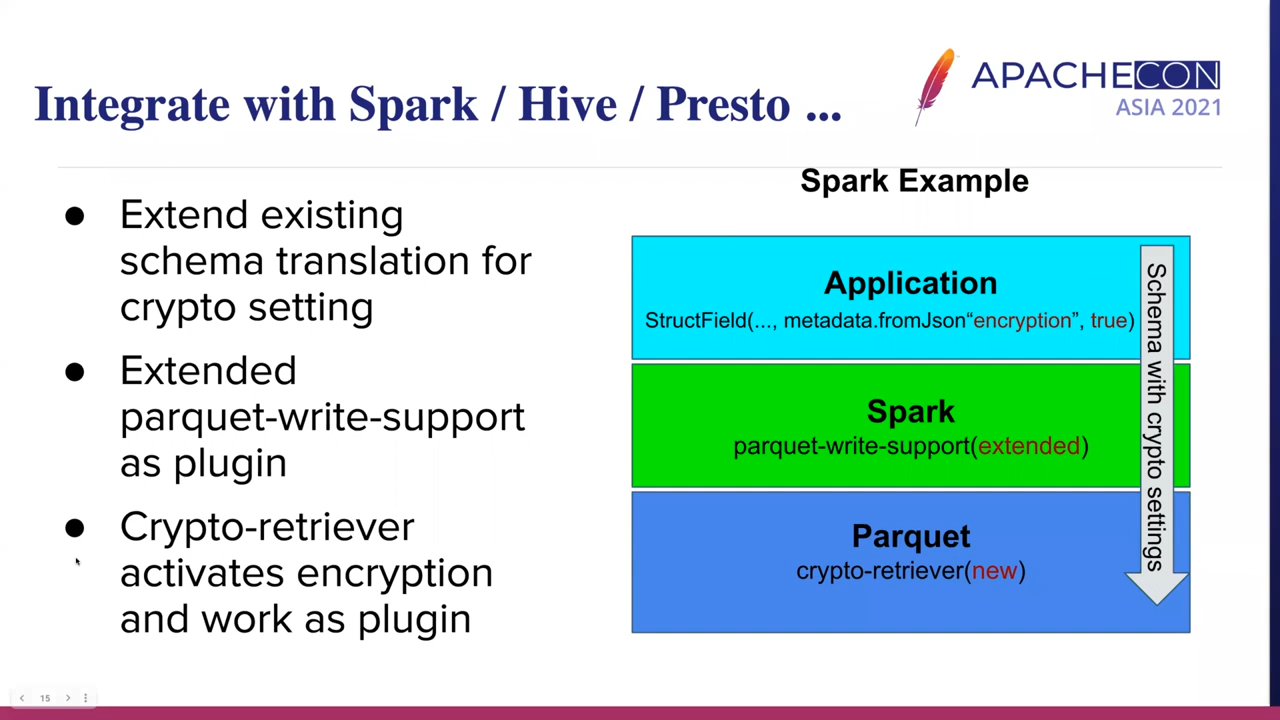 APACHECON
ASIA 2021
Integrate with Spark / Hive / Presto ...
● Extend existing
schema translation for
crypto setting
● Extended
parquet-write-support
as plugin
● Crypto-retriever
activates encryption
and work as plugin
Spark Example
Application
StructField(..., metadata.fromJson“encryption”, true)
Spark
parquet-write-support(extended)
Parquet
crypto-retriever(new)
Schema with crypto settings
15